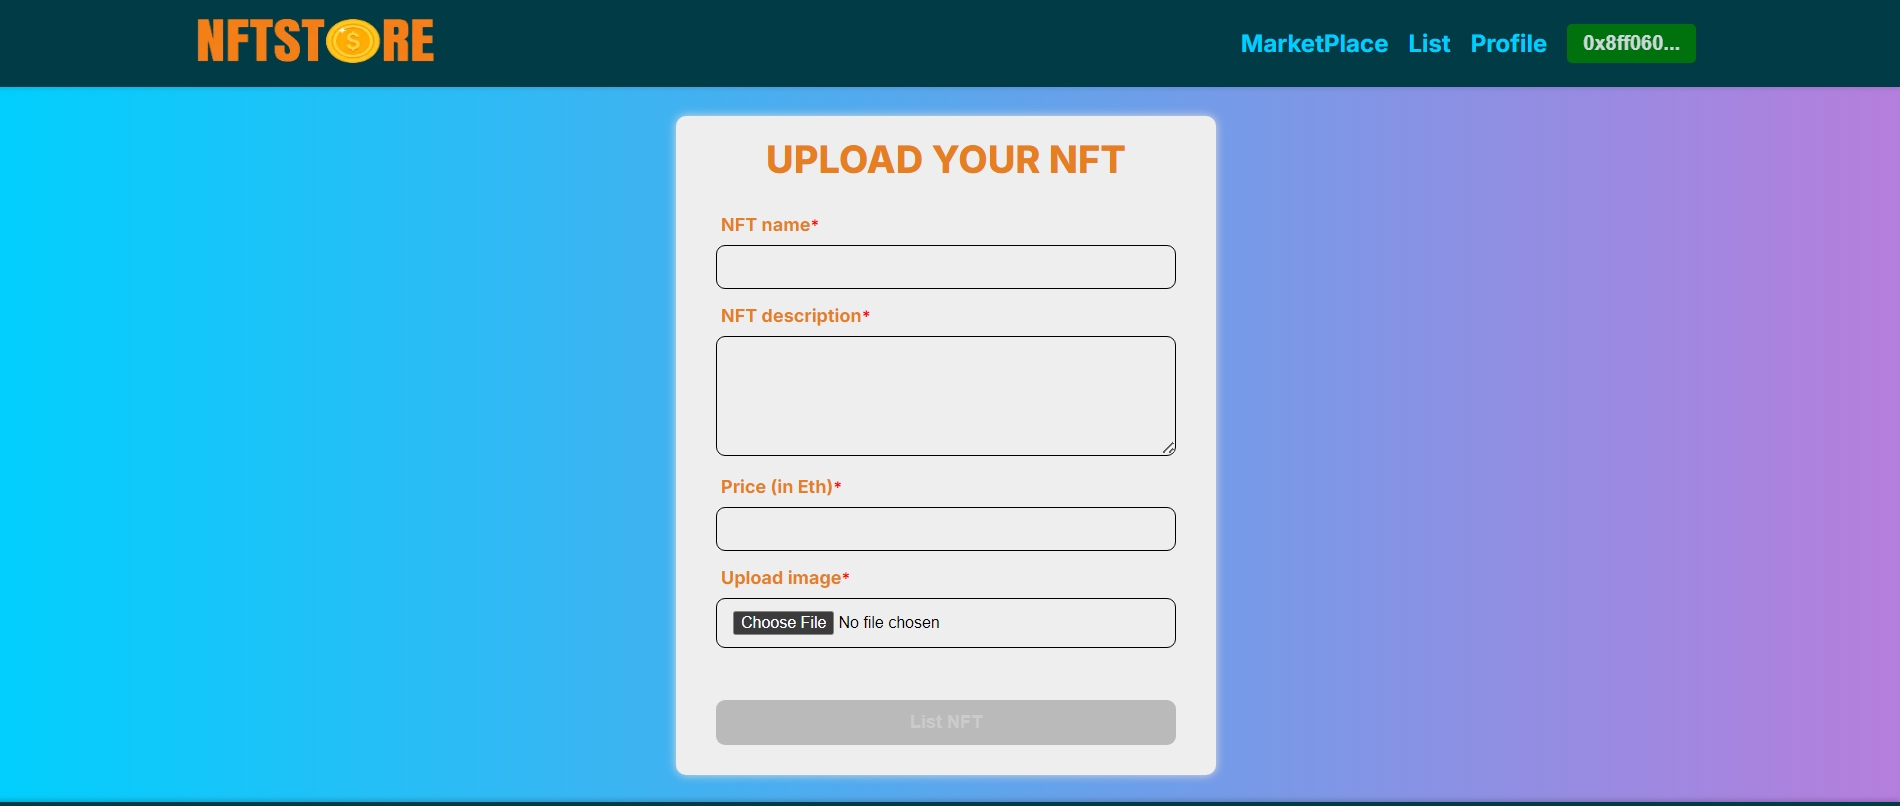 NFTSTORE
MarketPlace List Profile 0x8ff060...
UPLOAD YOUR NFT
NFT name*
NFT description*
Price (in Eth)*
Upload image*
Choose File No file chosen
List NFT